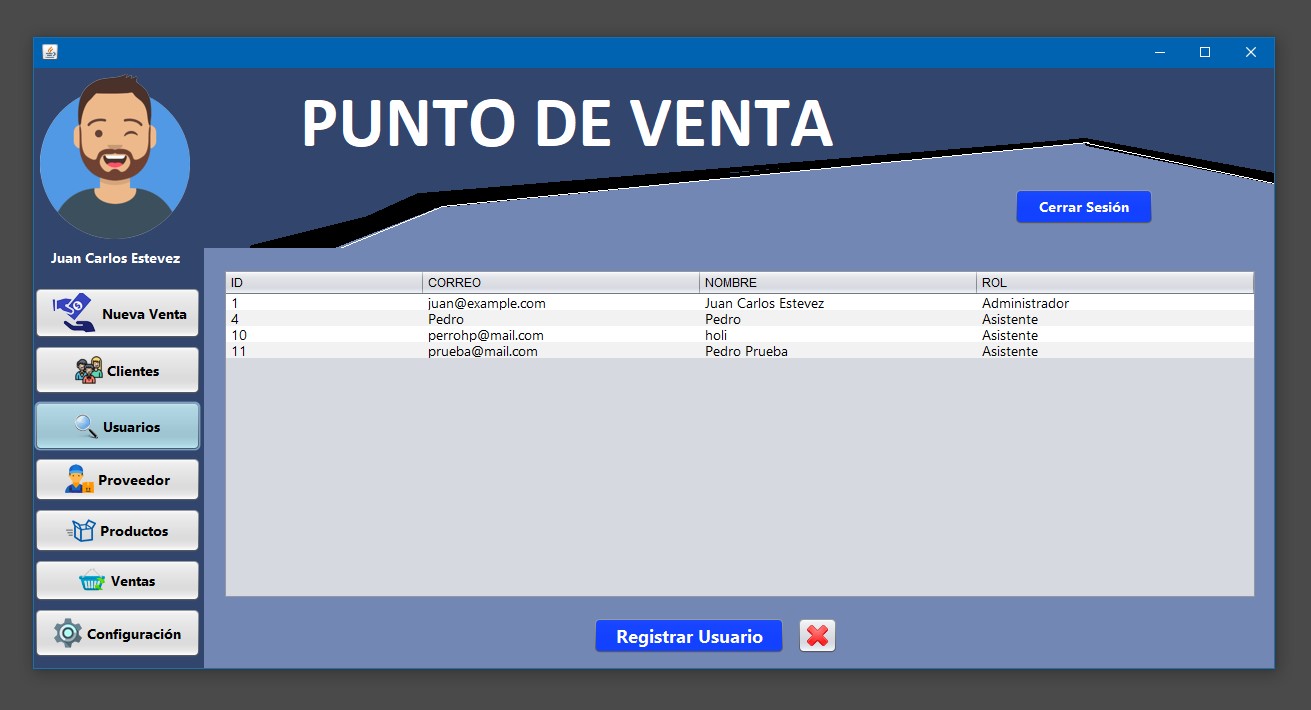 PUNTO DE VENTA
Cerrar Sesión
Juan Carlos Estevez
Nueva Venta
Clientes
Usuarios
Proveedor
Productos
Ventas
Configuración
ID CORREO NOMBRE ROL
1 juan@example.com Juan Carlos Estevez Administrador
4 Pedro Pedro Asistente
10 perrohp@mail.com holi Asistente
11 prueba@mail.com Pedro Prueba Asistente
Registrar Usuario